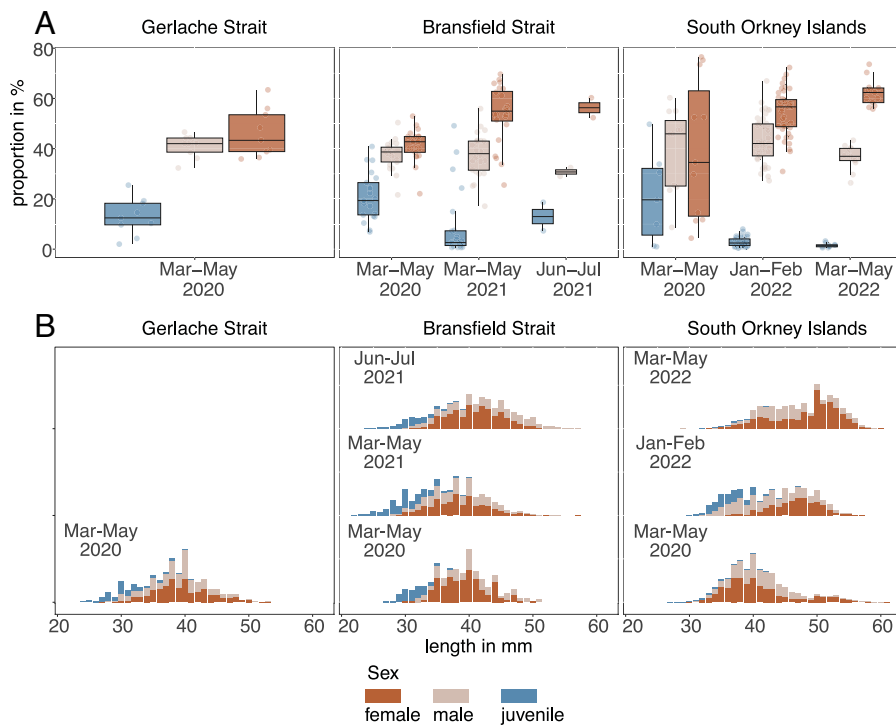 A
Gerlache Strait
Bransfield Strait
South Orkney Islands
proportion in %
80
60
40
20
0
Mar–May
2020
Mar–May
2020
Mar–May
2021
Jun–Jul
2021
Mar–May
2020
Jan–Feb
2022
Mar–May
2022
B
Gerlache Strait
Bransfield Strait
South Orkney Islands
Mar-May
2020
Jun-Jul
2021
Mar-May
2021
Mar-May
2020
Mar-May
2022
Jan-Feb
2022
Mar-May
2020
20 30 40 50 60
20 30 40 50 60
20 30 40 50 60
length in mm
Sex
female male juvenile